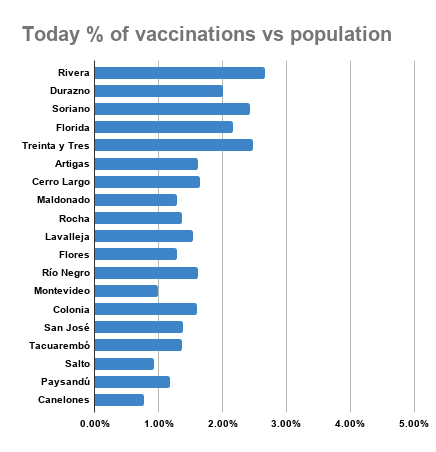 Today % of vaccinations vs population
Rivera
Durazno
Soriano
Florida
Treinta y Tres
Artigas
Cerro Largo
Maldonado
Rocha
Lavalleja
Flores
Río Negro
Montevideo
Colonia
San José
Tacuarembó
Salto
Paysandú
Canelones
0.00% 1.00% 2.00% 3.00% 4.00% 5.00%